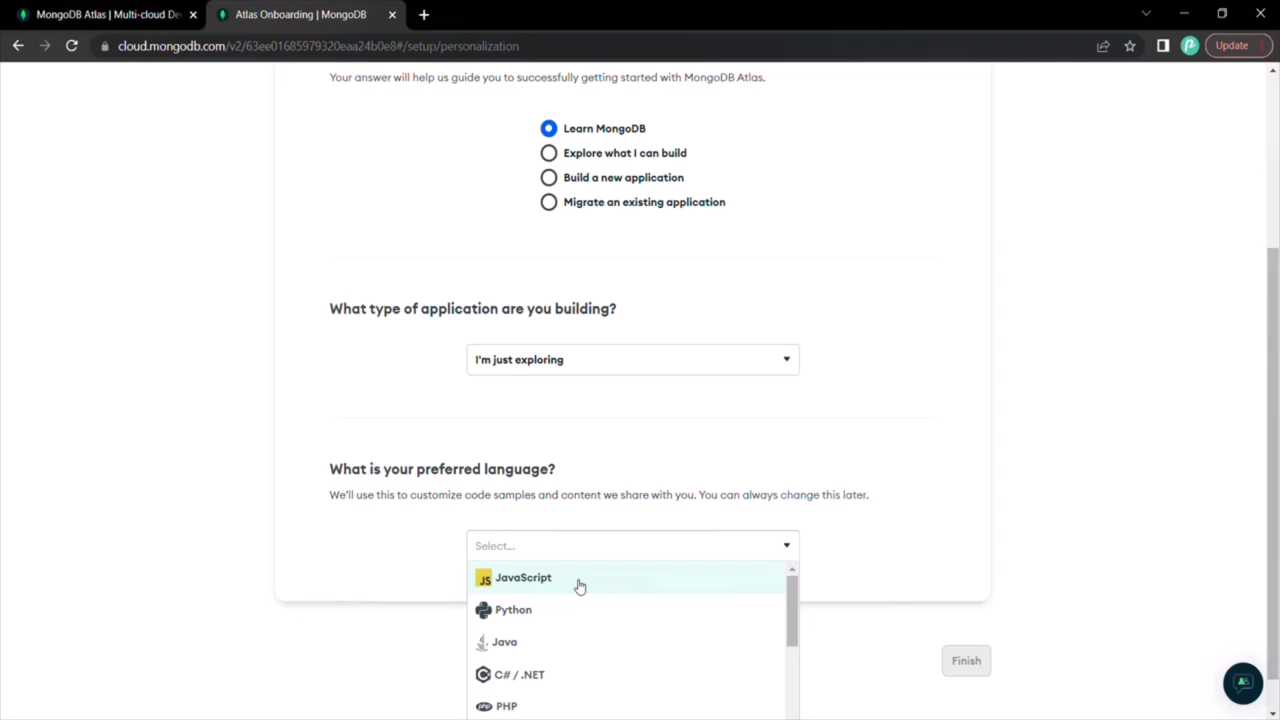 MongoDB Atlas | Multi-cloud De
Atlas Onboarding | MongoDB
cloud.mongodb.com/v2/63ee01685979320eaa24b0e8#/setup/personalization
Update
Your answer will help us guide you to successfully getting started with MongoDB Atlas.
Learn MongoDB
Explore what I can build
Build a new application
Migrate an existing application
What type of application are you building?
I'm just exploring
What is your preferred language?
We'll use this to customize code samples and content we share with you. You can always change this later.
Select...
JS JavaScript
Python
Java
C# / .NET
php PHP
Finish